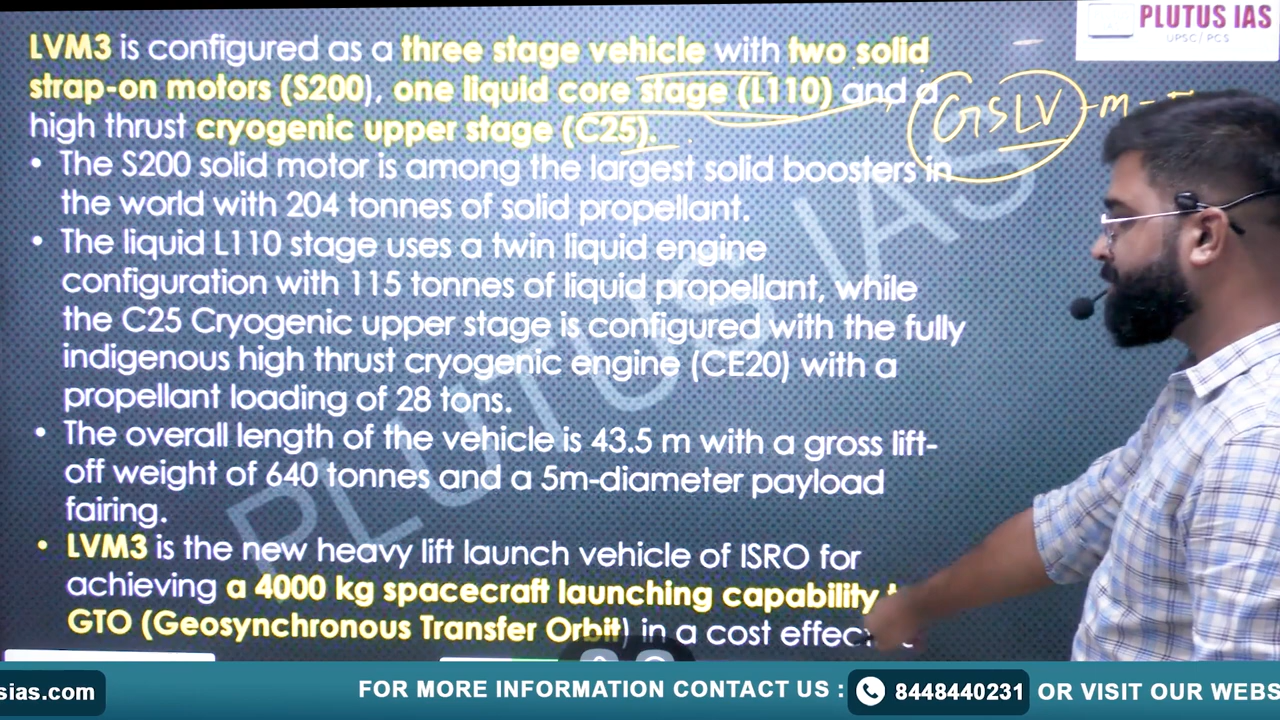 PLUTUS IAS
UPSC/ PCS
LVM3 is configured as a three stage vehicle with two solid
strap-on motors (S200), one liquid core stage (L110) and a
high thrust cryogenic upper stage (C25).
GSLV-m-
• The S200 solid motor is among the largest solid boosters in
the world with 204 tonnes of solid propellant.
• The liquid L110 stage uses a twin liquid engine
configuration with 115 tonnes of liquid propellant, while
the C25 Cryogenic upper stage is configured with the fully
indigenous high thrust cryogenic engine (CE20) with a
propellant loading of 28 tons.
• The overall length of the vehicle is 43.5 m with a gross lift-
off weight of 640 tonnes and a 5m-diameter payload
fairing.
• LVM3 is the new heavy lift launch vehicle of ISRO for
achieving a 4000 kg spacecraft launching capability
GTO (Geosynchronous Transfer Orbit) in a cost
PLUTUS IAS
sias.com
FOR MORE INFORMATION CONTACT US : 8448440231 OR VISIT OUR WEBS